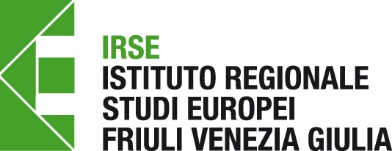 IRSE
ISTITUTO REGIONALE
STUDI EUROPEI
FRIULI VENEZIA GIULIA